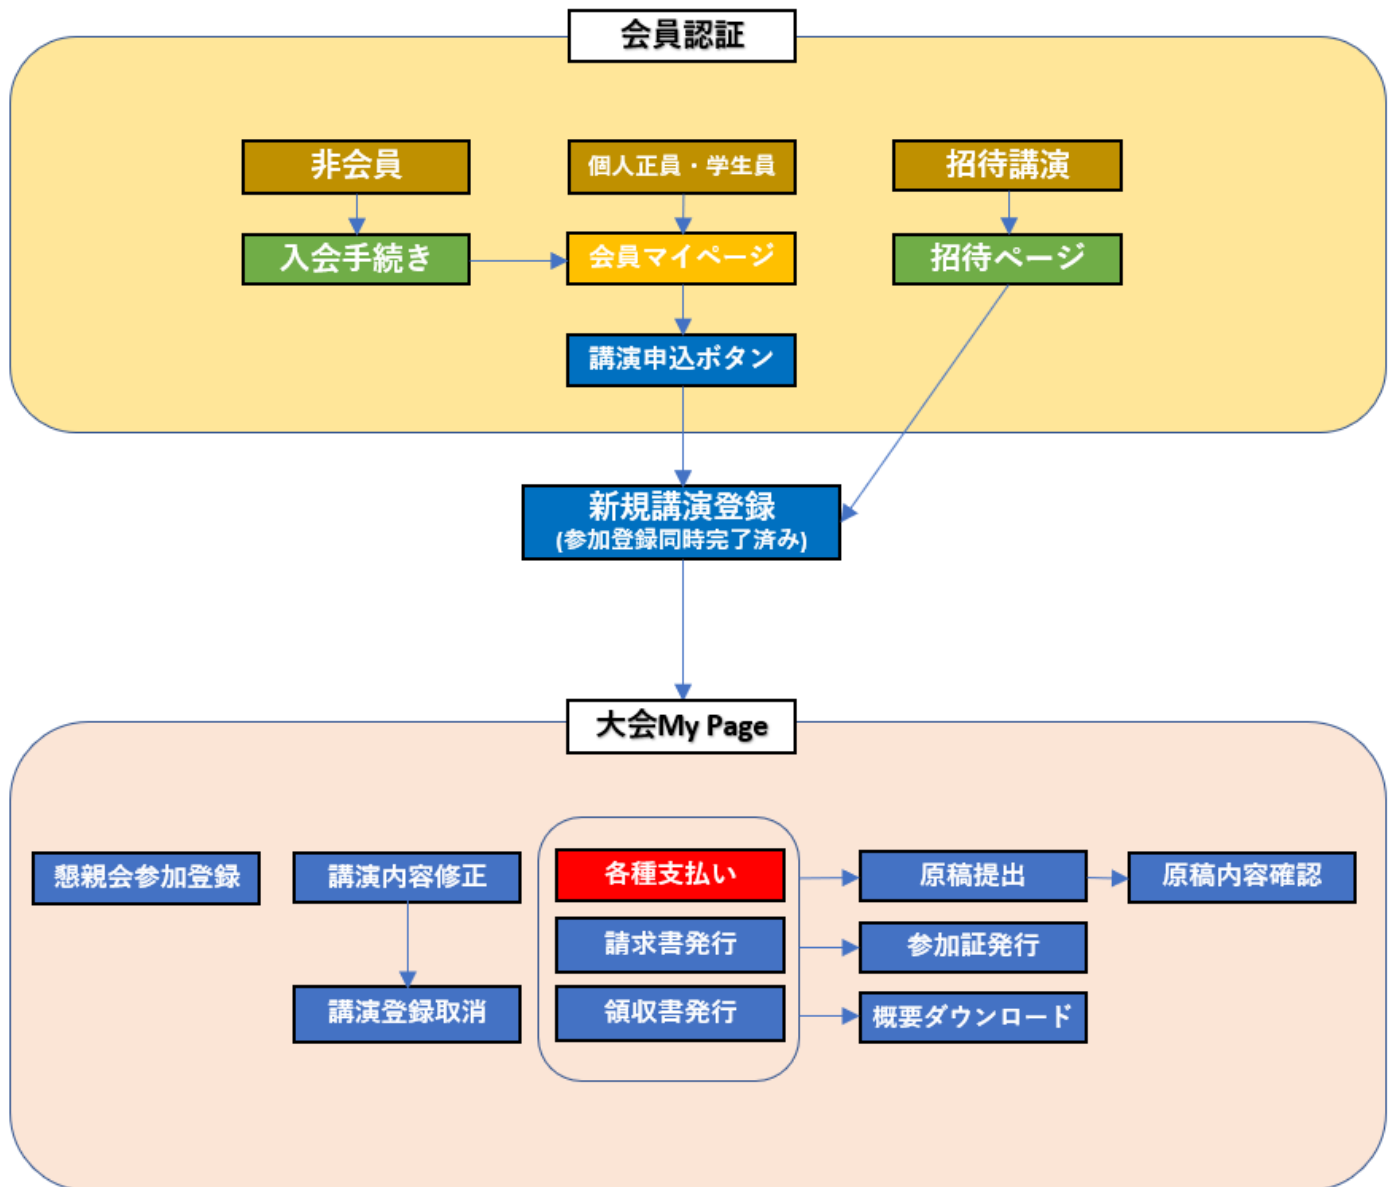 会員認証
非会員
個人正員・学生員
招待講演
入会手続き
会員マイページ
招待ページ
講演申込ボタン
新規講演登録
(参加登録同時完了済み)
大会My Page
懇親会参加登録
講演内容修正
各種支払い
原稿提出
原稿内容確認
請求書発行
参加証発行
講演登録取消
領収書発行
概要ダウンロード